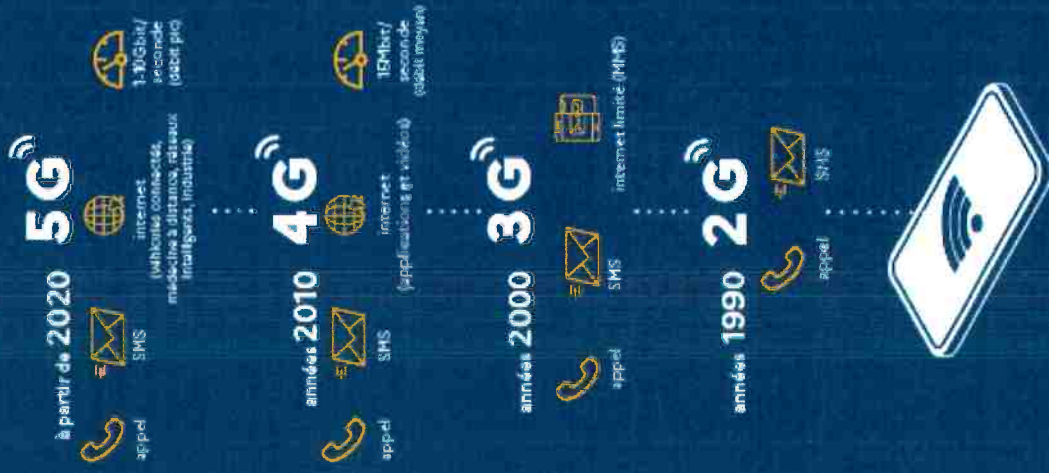 à partir de 2020
5G
appel
SMS
internet
(véhicules connectés,
médecine à distance, réseaux
intelligents, industrie)
1-10Gbit/
seconde
(débit pic)
années 2010
4G
appel
SMS
internet
(applications et vidéos)
15Mbit/
seconde
(débit moyen)
années 2000
3G
appel
SMS
internet limité (MMS)
années 1990
2G
appel
SMS